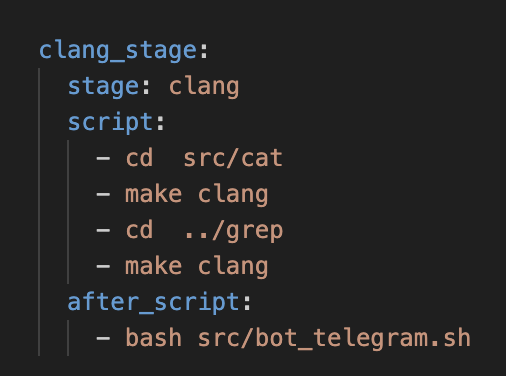 clang_stage:
  stage: clang
  script:
    - cd  src/cat
    - make clang
    - cd  ../grep
    - make clang
  after_script:
    - bash src/bot_telegram.sh